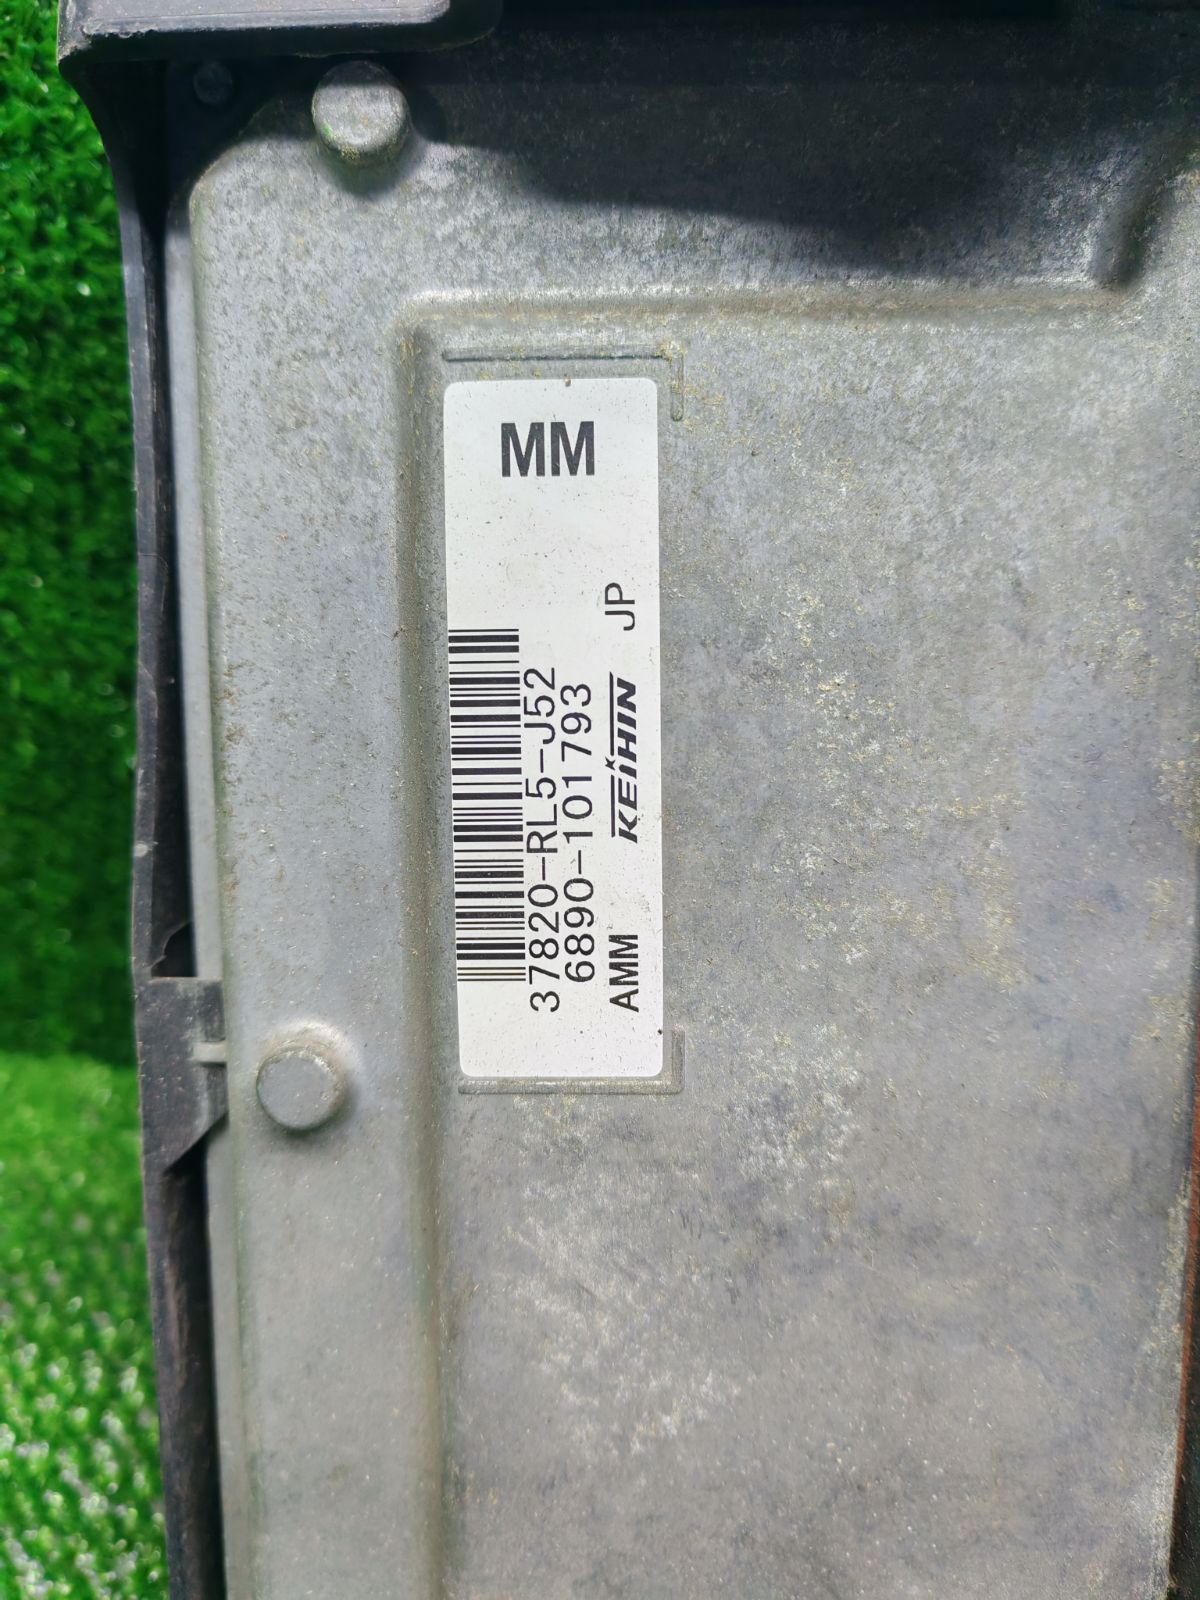 MM
37820-RL5-J52
6890-101793
AMM KEIHIN JP